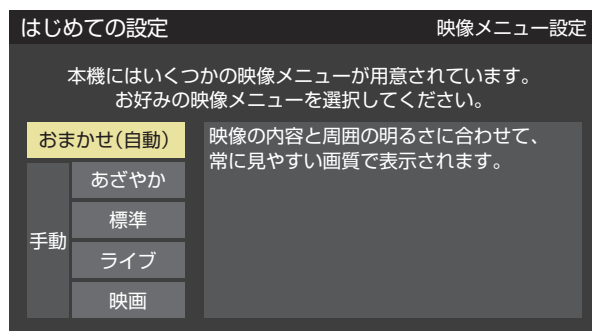 はじめての設定
映像メニュー設定
本機にはいくつかの映像メニューが用意されています。
お好みの映像メニューを選択してください。
おまかせ(自動)
手動
あざやか
標準
ライブ
映画
映像の内容と周囲の明るさに合わせて、
常に見やすい画質で表示されます。